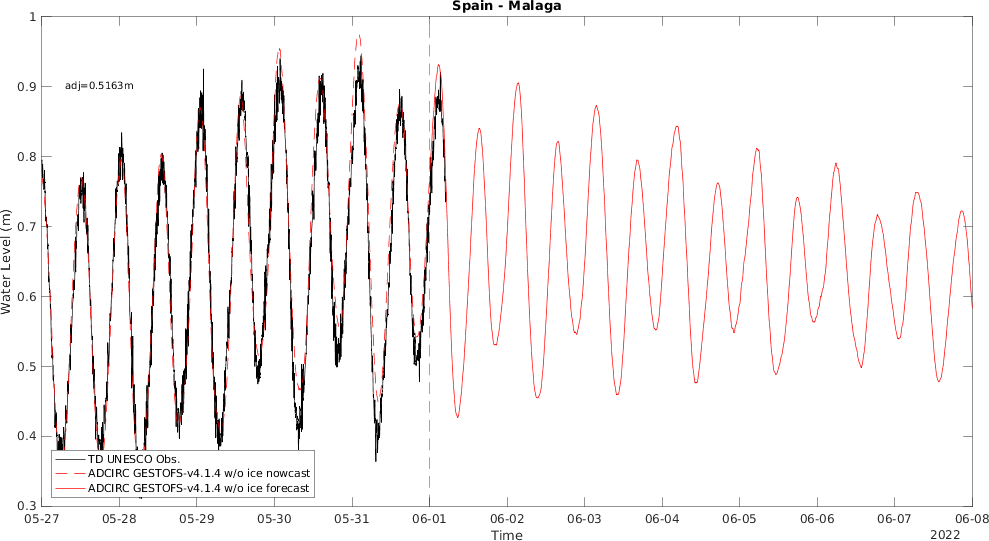 Spain - Malaga
1
0.9
0.8
0.7
0.6
0.5
0.4
0.3
Water Level (m)
adj=0.5163m
TD UNESCO Obs.
ADCIRC GESTOFS-v4.1.4 w/o ice nowcast
ADCIRC GESTOFS-v4.1.4 w/o ice forecast
05-27 05-28 05-29 05-30 05-31 06-01 06-02 06-03 06-04 06-05 06-06 06-07 06-08
Time
2022